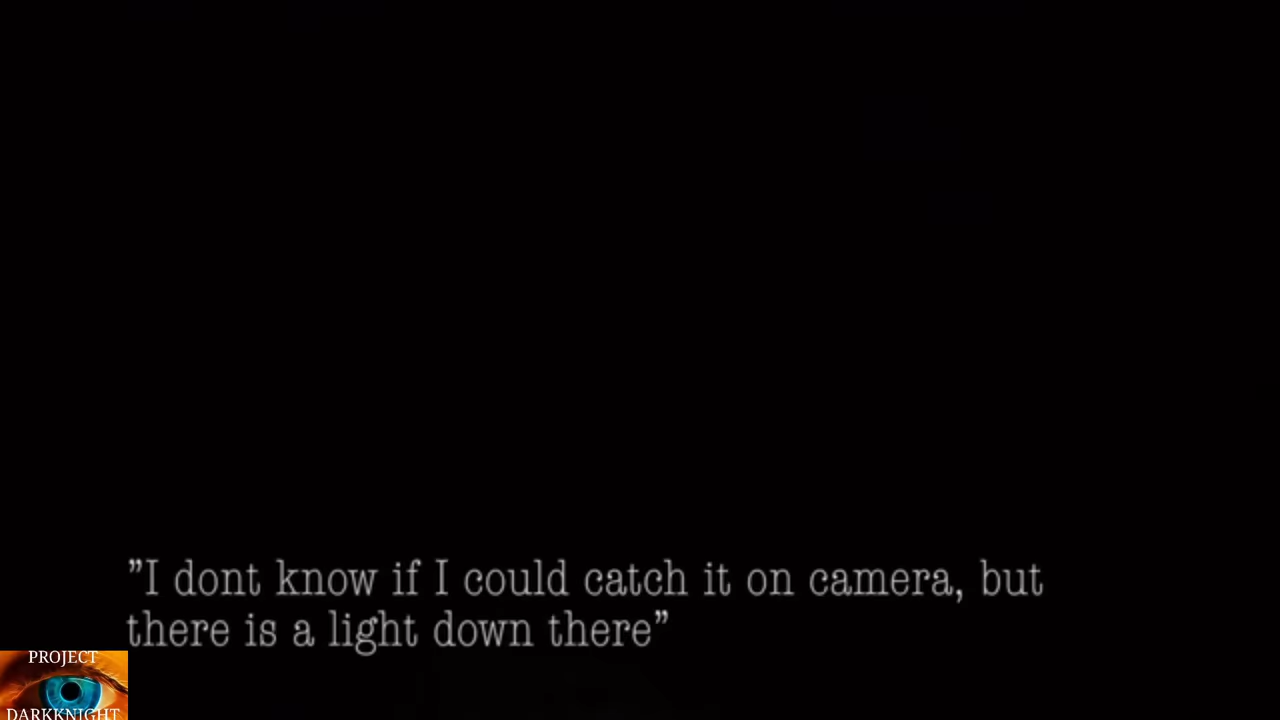 ”I dont know if I could catch it on camera, but
there is a light down there”
PROJECT
DARKKNIGHT